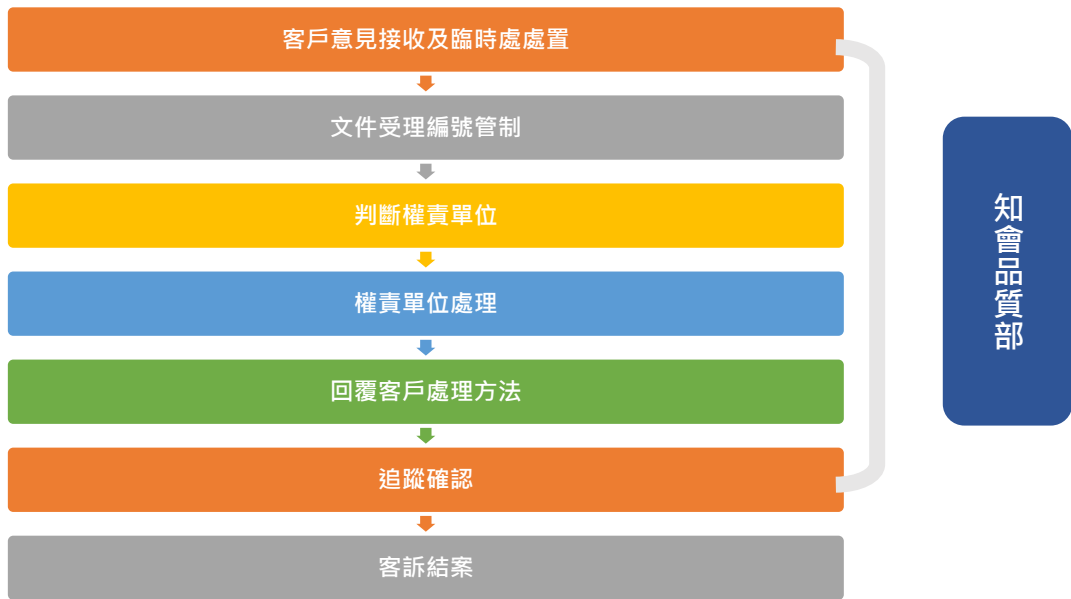 客戶意見接收及臨時處處置
文件受理編號管制
判斷權責單位
權責單位處理
回覆客戶處理方法
追蹤確認
客訴結案
知會品質部